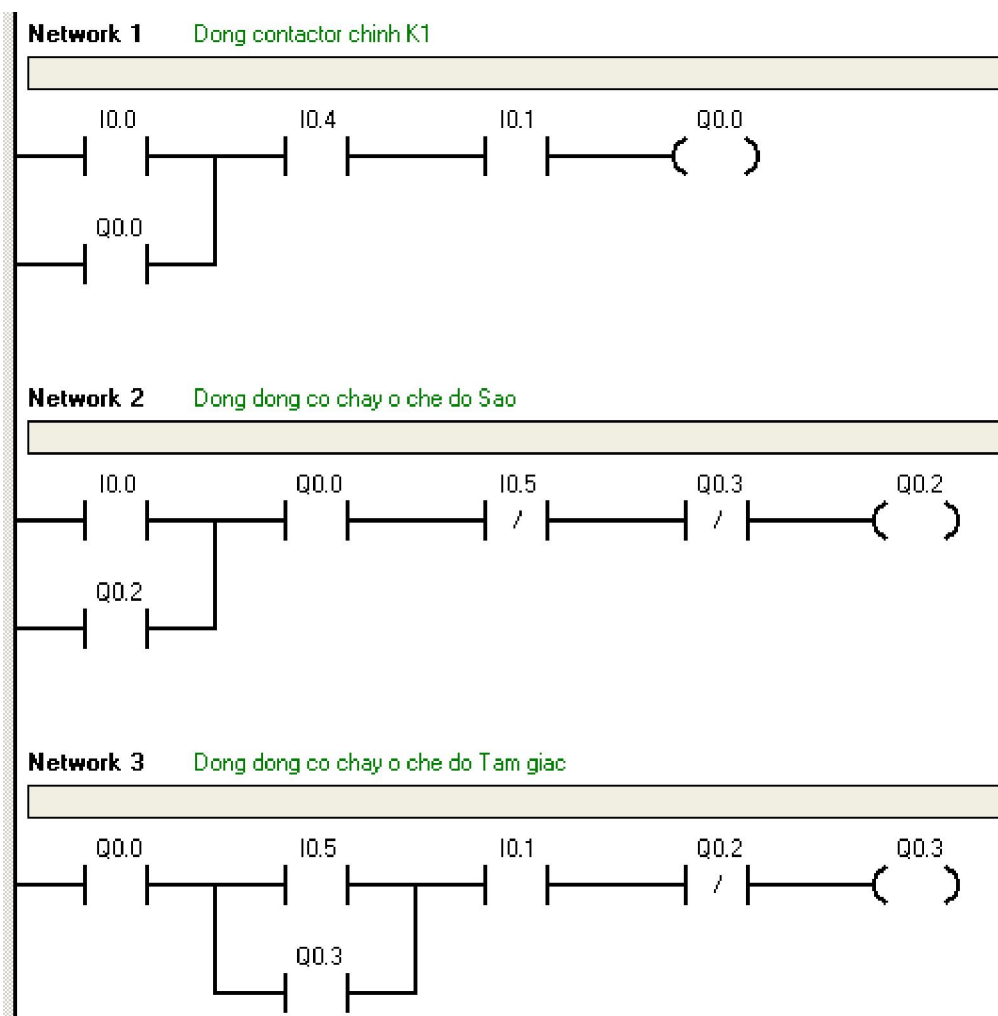 Network 1 Dong contactor chinh K1
I0.0 I0.4 I0.1 Q0.0
Q0.0
Network 2 Dong dong co chay o che do Sao
I0.0 Q0.0 I0.5 Q0.3 Q0.2
Q0.2
Network 3 Dong dong co chay o che do Tam giac
Q0.0 I0.5 I0.1 Q0.2 Q0.3
Q0.3